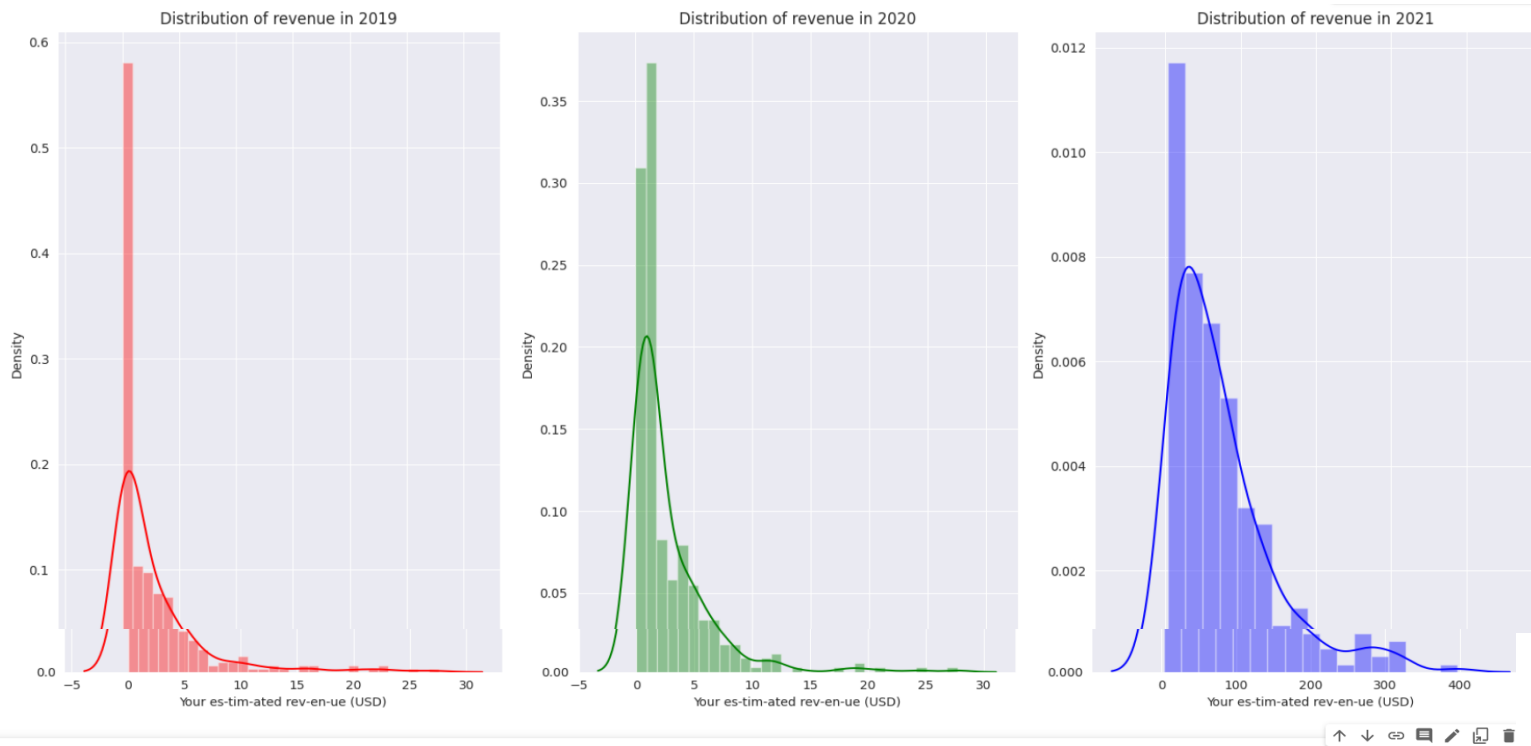 Distribution of revenue in 2019
0.6
0.5
0.4
0.3
0.2
0.1
0.0
Density
−5 0 5 10 15 20 25 30
Your es-tim-ated rev-en-ue (USD)
Distribution of revenue in 2020
0.35
0.30
0.25
0.20
0.15
0.10
0.05
0.00
Density
−5 0 5 10 15 20 25 30
Your es-tim-ated rev-en-ue (USD)
Distribution of revenue in 2021
0.012
0.010
0.008
0.006
0.004
0.002
0.000
Density
0 100 200 300 400
Your es-tim-ated rev-en-ue (USD)